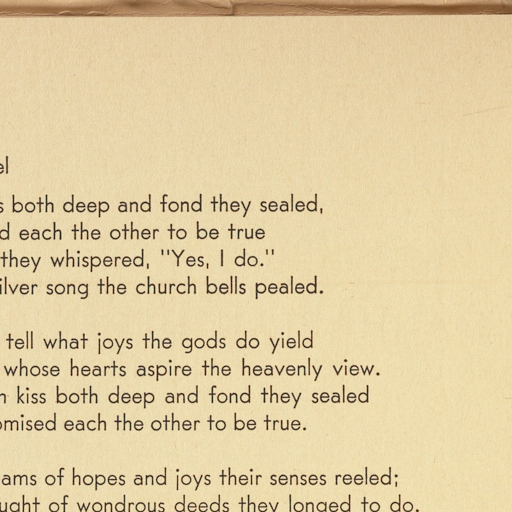 el
s both deep and fond they sealed,
d each the other to be true
they whispered, "Yes, I do."
ilver song the church bells pealed.
tell what joys the gods do yield
whose hearts aspire the heavenly view.
n kiss both deep and fond they sealed
omised each the other to be true.
ams of hopes and joys their senses reeled;
ught of wondrous deeds they longed to do.